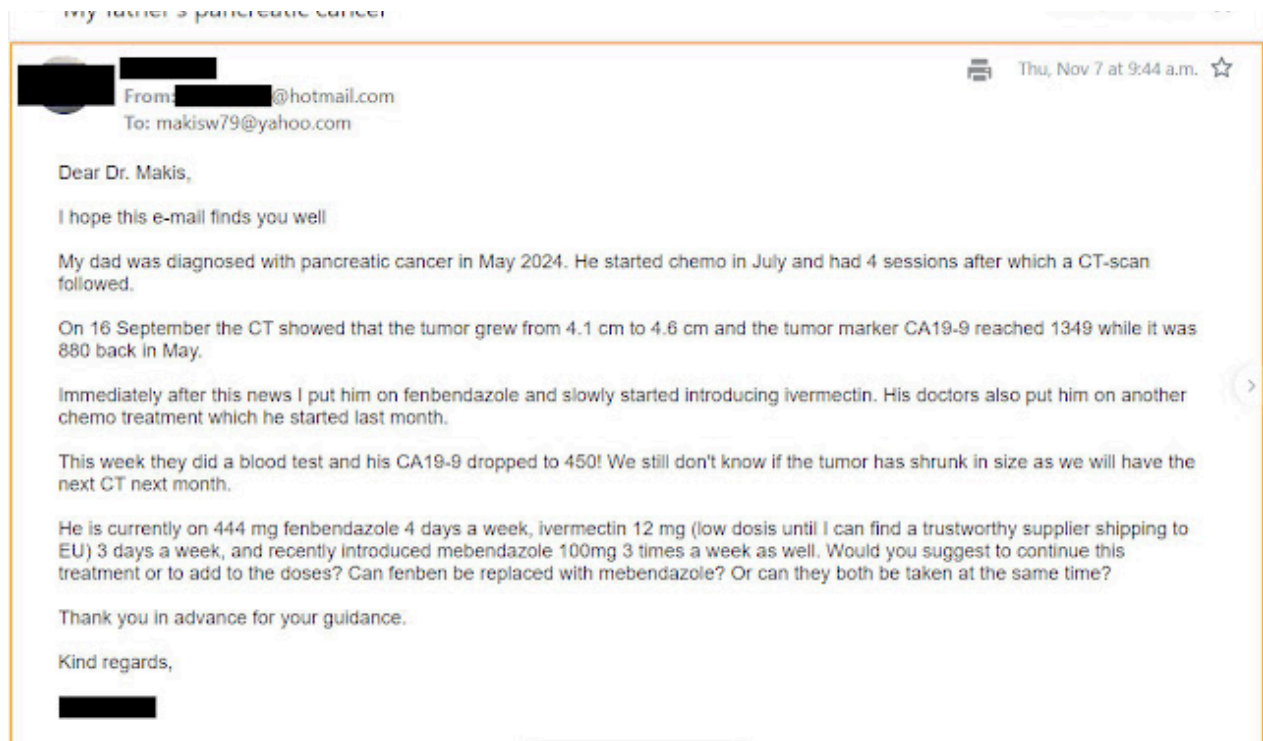 My father's pancreatic cancer
Thu, Nov 7 at 9:44 a.m.
From: @hotmail.com
To: makisw79@yahoo.com
Dear Dr. Makis,
I hope this e-mail finds you well
My dad was diagnosed with pancreatic cancer in May 2024. He started chemo in July and had 4 sessions after which a CT-scan
followed.
On 16 September the CT showed that the tumor grew from 4.1 cm to 4.6 cm and the tumor marker CA19-9 reached 1349 while it was
880 back in May.
Immediately after this news I put him on fenbendazole and slowly started introducing ivermectin. His doctors also put him on another
chemo treatment which he started last month.
This week they did a blood test and his CA19-9 dropped to 450! We still don't know if the tumor has shrunk in size as we will have the
next CT next month.
He is currently on 444 mg fenbendazole 4 days a week, ivermectin 12 mg (low dosis until I can find a trustworthy supplier shipping to
EU) 3 days a week, and recently introduced mebendazole 100mg 3 times a week as well. Would you suggest to continue this
treatment or to add to the doses? Can fenben be replaced with mebendazole? Or can they both be taken at the same time?
Thank you in advance for your guidance.
Kind regards,